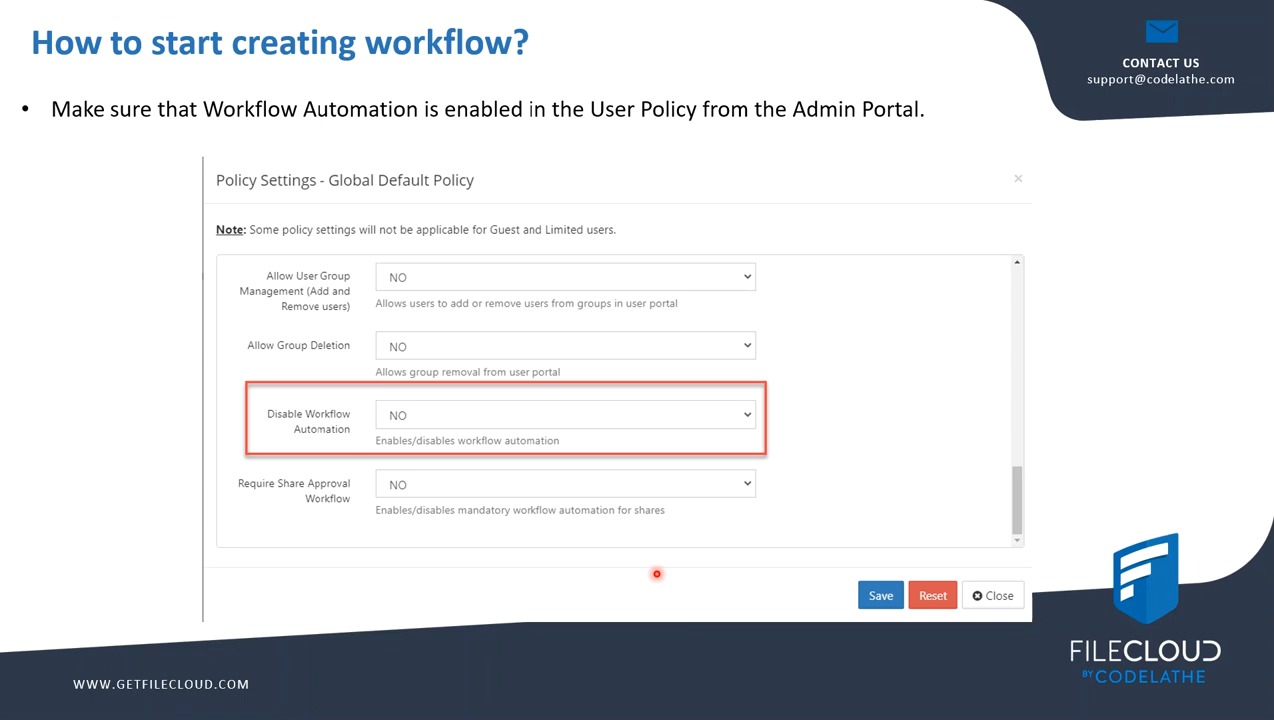 How to start creating workflow?
CONTACT US
support@codelathe.com
• Make sure that Workflow Automation is enabled in the User Policy from the Admin Portal.
Policy Settings - Global Default Policy
×
Note: Some policy settings will not be applicable for Guest and Limited users.
Allow User Group
Management (Add and
Remove users)
NO
Allows users to add or remove users from groups in user portal
Allow Group Deletion
NO
Allows group removal from user portal
Disable Workflow
Automation
NO
Enables/disables workflow automation
Require Share Approval
Workflow
NO
Enables/disables mandatory workflow automation for shares
Save
Reset
Close
FILECLOUD
BY CODELATHE
WWW.GETFILECLOUD.COM